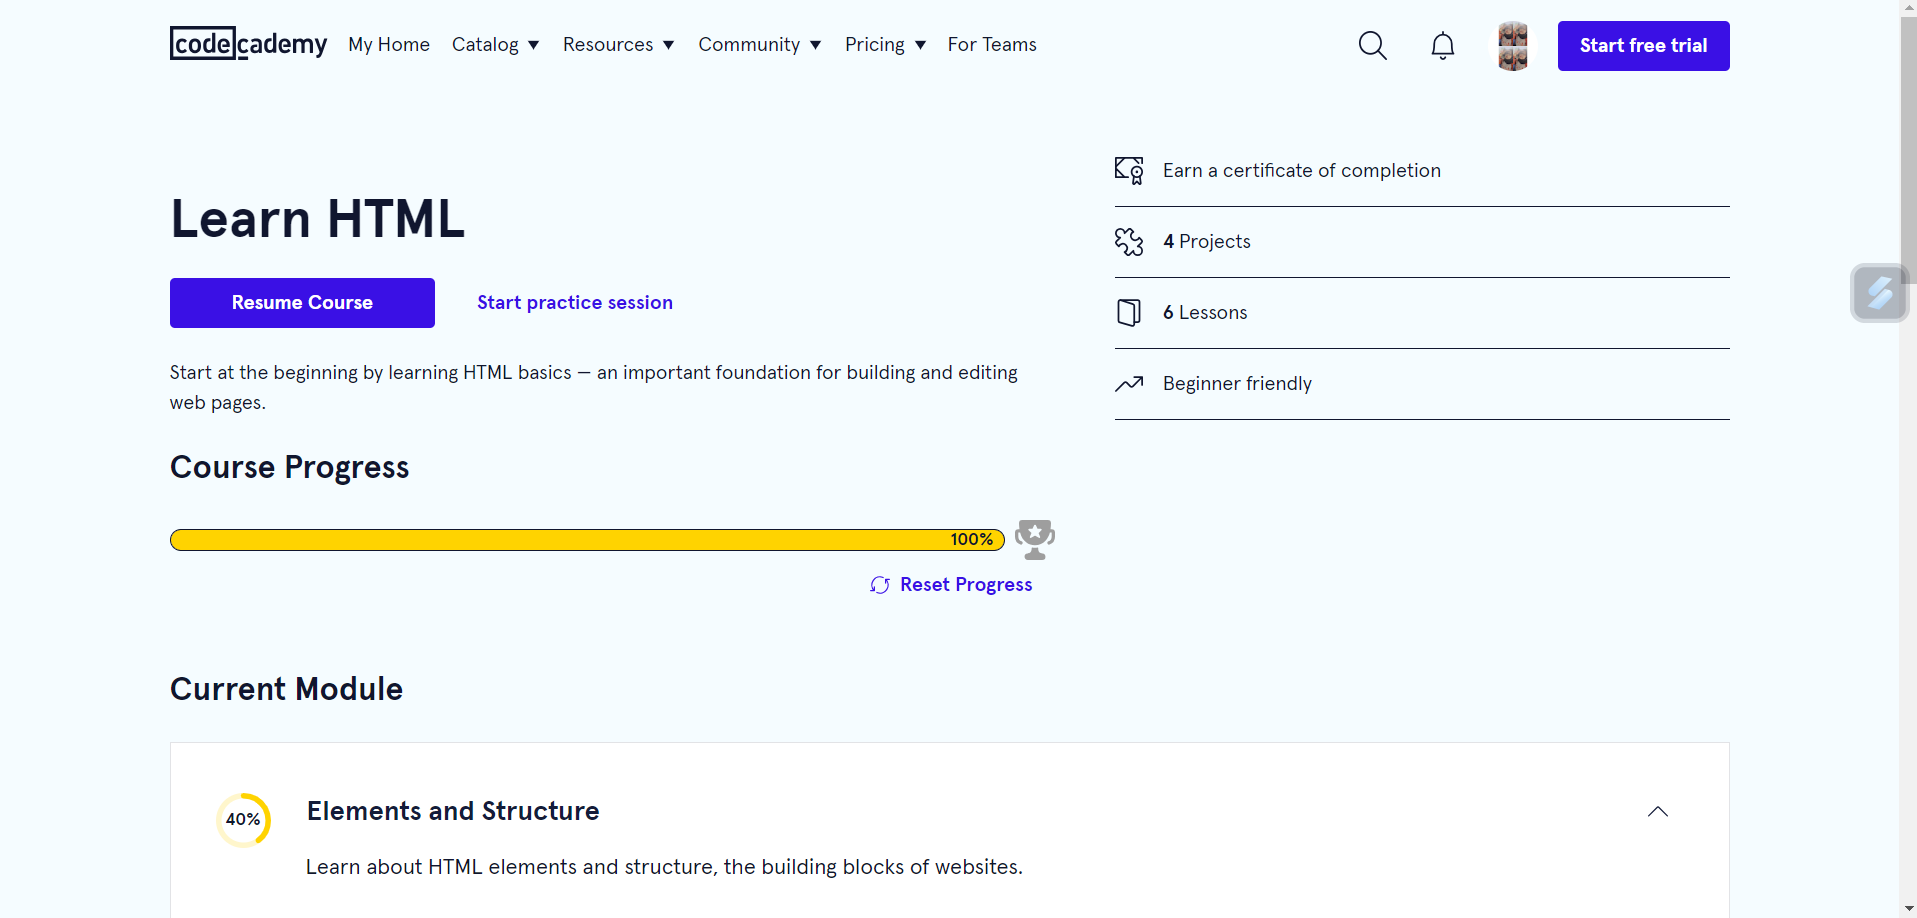 codecademy
My Home
Catalog
Resources
Community
Pricing
For Teams
Start free trial
Learn HTML
Resume Course
Start practice session
Start at the beginning by learning HTML basics — an important foundation for building and editing
web pages.
Earn a certificate of completion
4 Projects
6 Lessons
Beginner friendly
Course Progress
100%
Reset Progress
Current Module
40%
Elements and Structure
Learn about HTML elements and structure, the building blocks of websites.